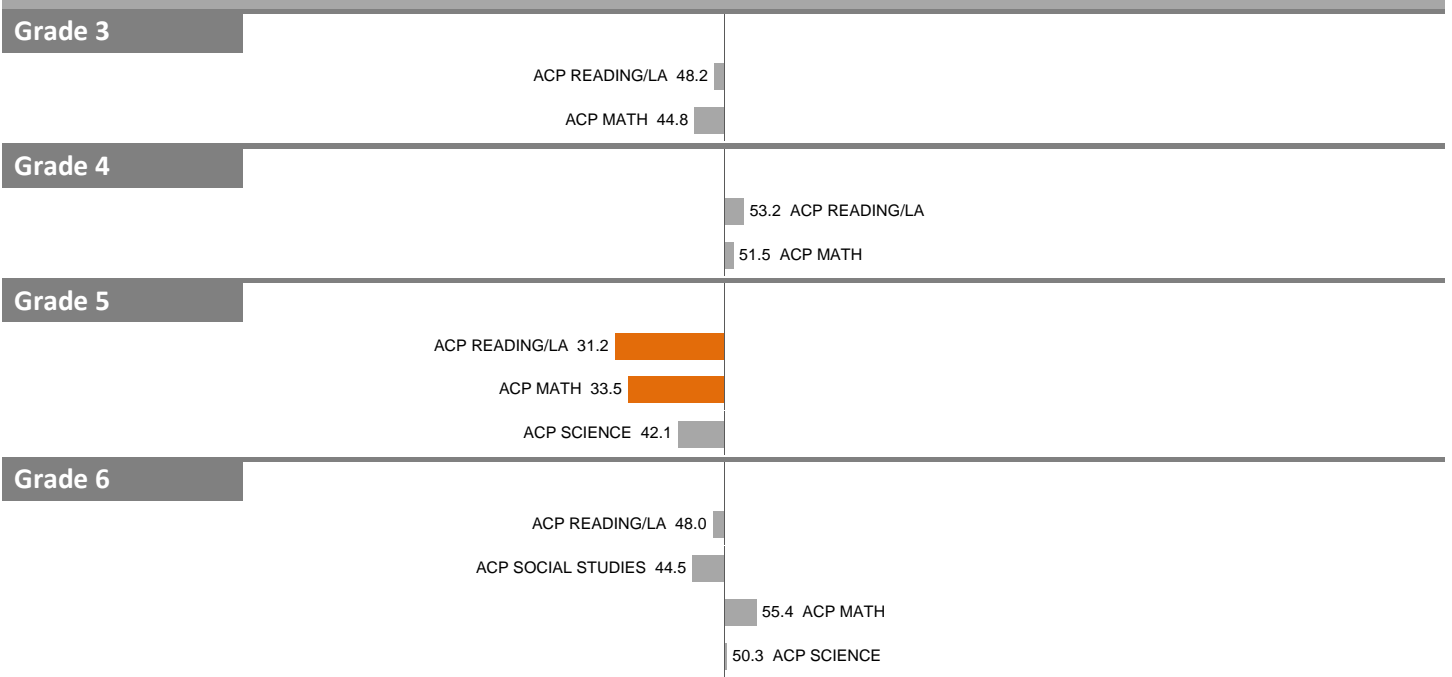 Grade 3
ACP READING/LA 48.2
ACP MATH 44.8
Grade 4
53.2 ACP READING/LA
51.5 ACP MATH
Grade 5
ACP READING/LA 31.2
ACP MATH 33.5
ACP SCIENCE 42.1
Grade 6
ACP READING/LA 48.0
ACP SOCIAL STUDIES 44.5
55.4 ACP MATH
50.3 ACP SCIENCE